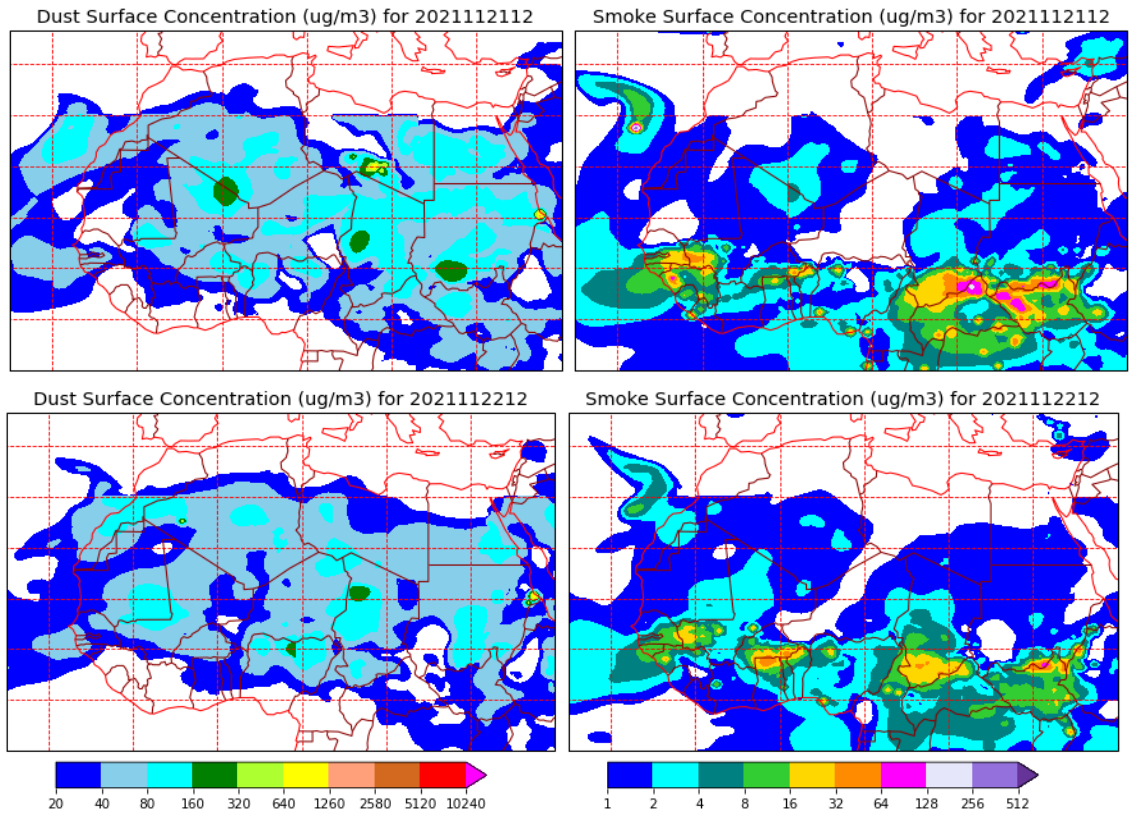 Dust Surface Concentration (ug/m3) for 2021112112
Smoke Surface Concentration (ug/m3) for 2021112112
Dust Surface Concentration (ug/m3) for 2021112212
Smoke Surface Concentration (ug/m3) for 2021112212
20 40 80 160 320 640 1260 2580 5120 10240
1 2 4 8 16 32 64 128 256 512